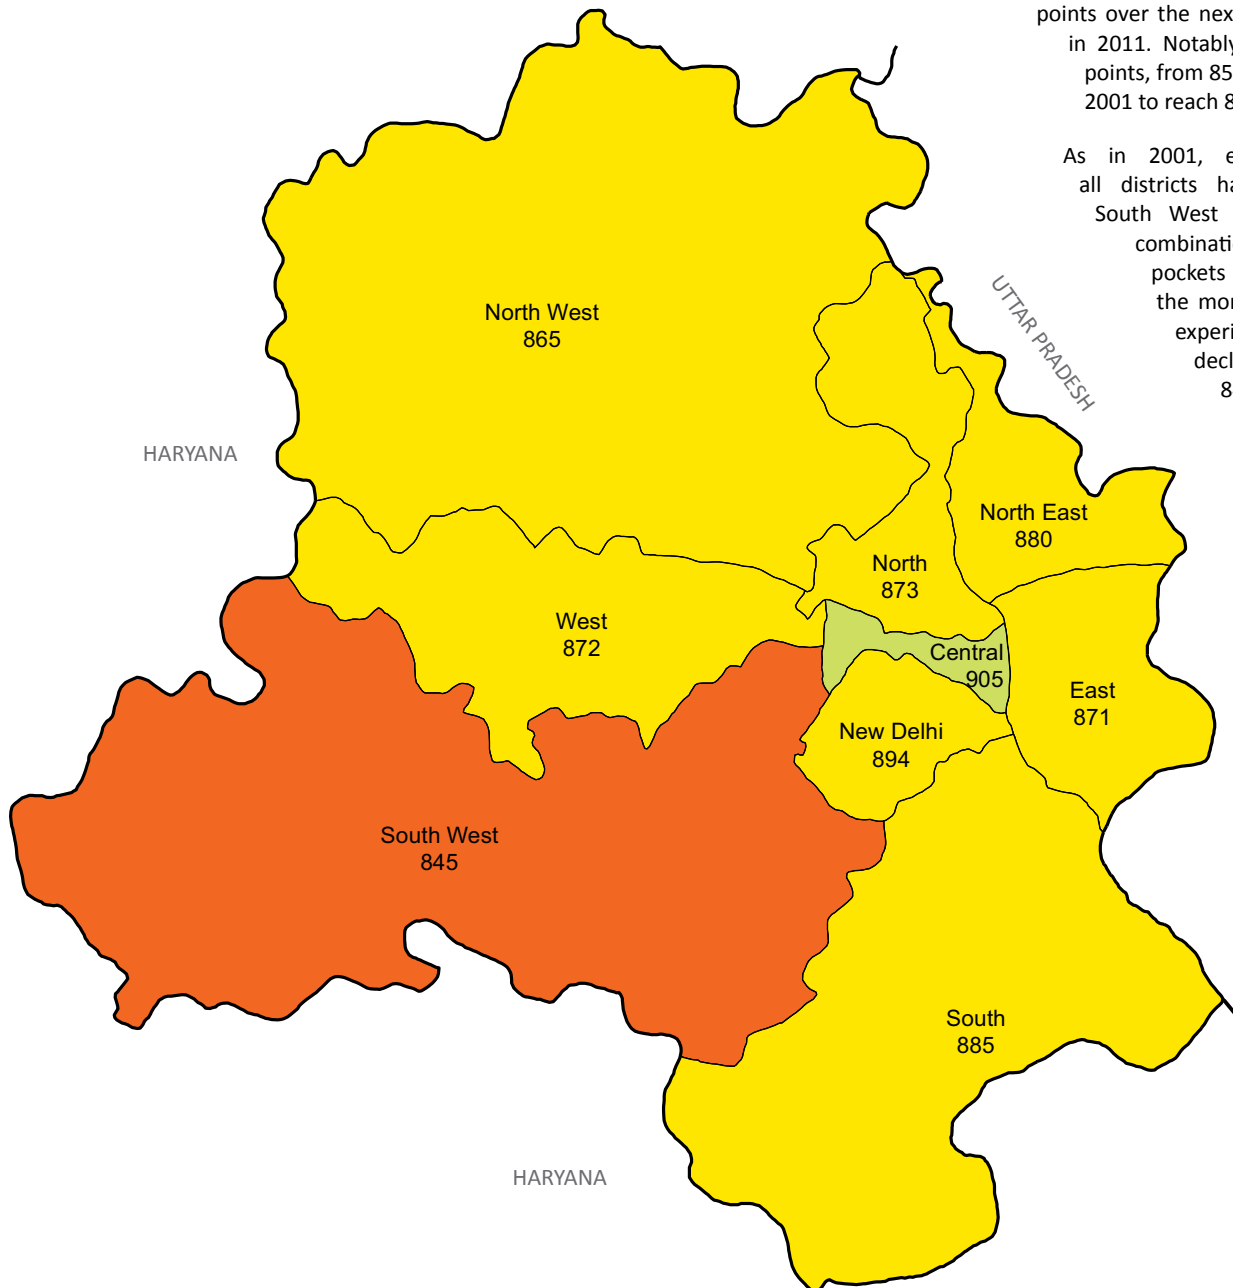 points over the next
in 2011. Notably
points, from 85
2001 to reach 8
As in 2001, e
all districts ha
South West
combinati
pockets
the mor
experi
decl
8
UTTAR PRADESH
North West
865
HARYANA
North East
880
North
873
West
872
Central
905
East
871
New Delhi
894
South West
845
South
885
HARYANA